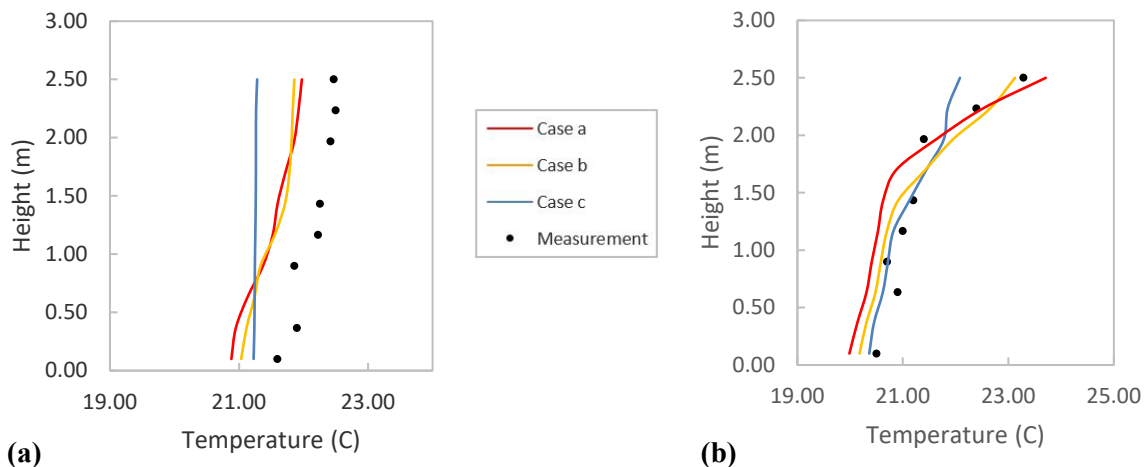 3.00
2.50
2.00
1.50
1.00
0.50
0.00
Height (m)
19.00 21.00 23.00
Temperature (C)
(a)
Case a
Case b
Case c
Measurement
3.00
2.50
2.00
1.50
1.00
0.50
0.00
Height (m)
19.00 21.00 23.00 25.00
Temperature (C)
(b)